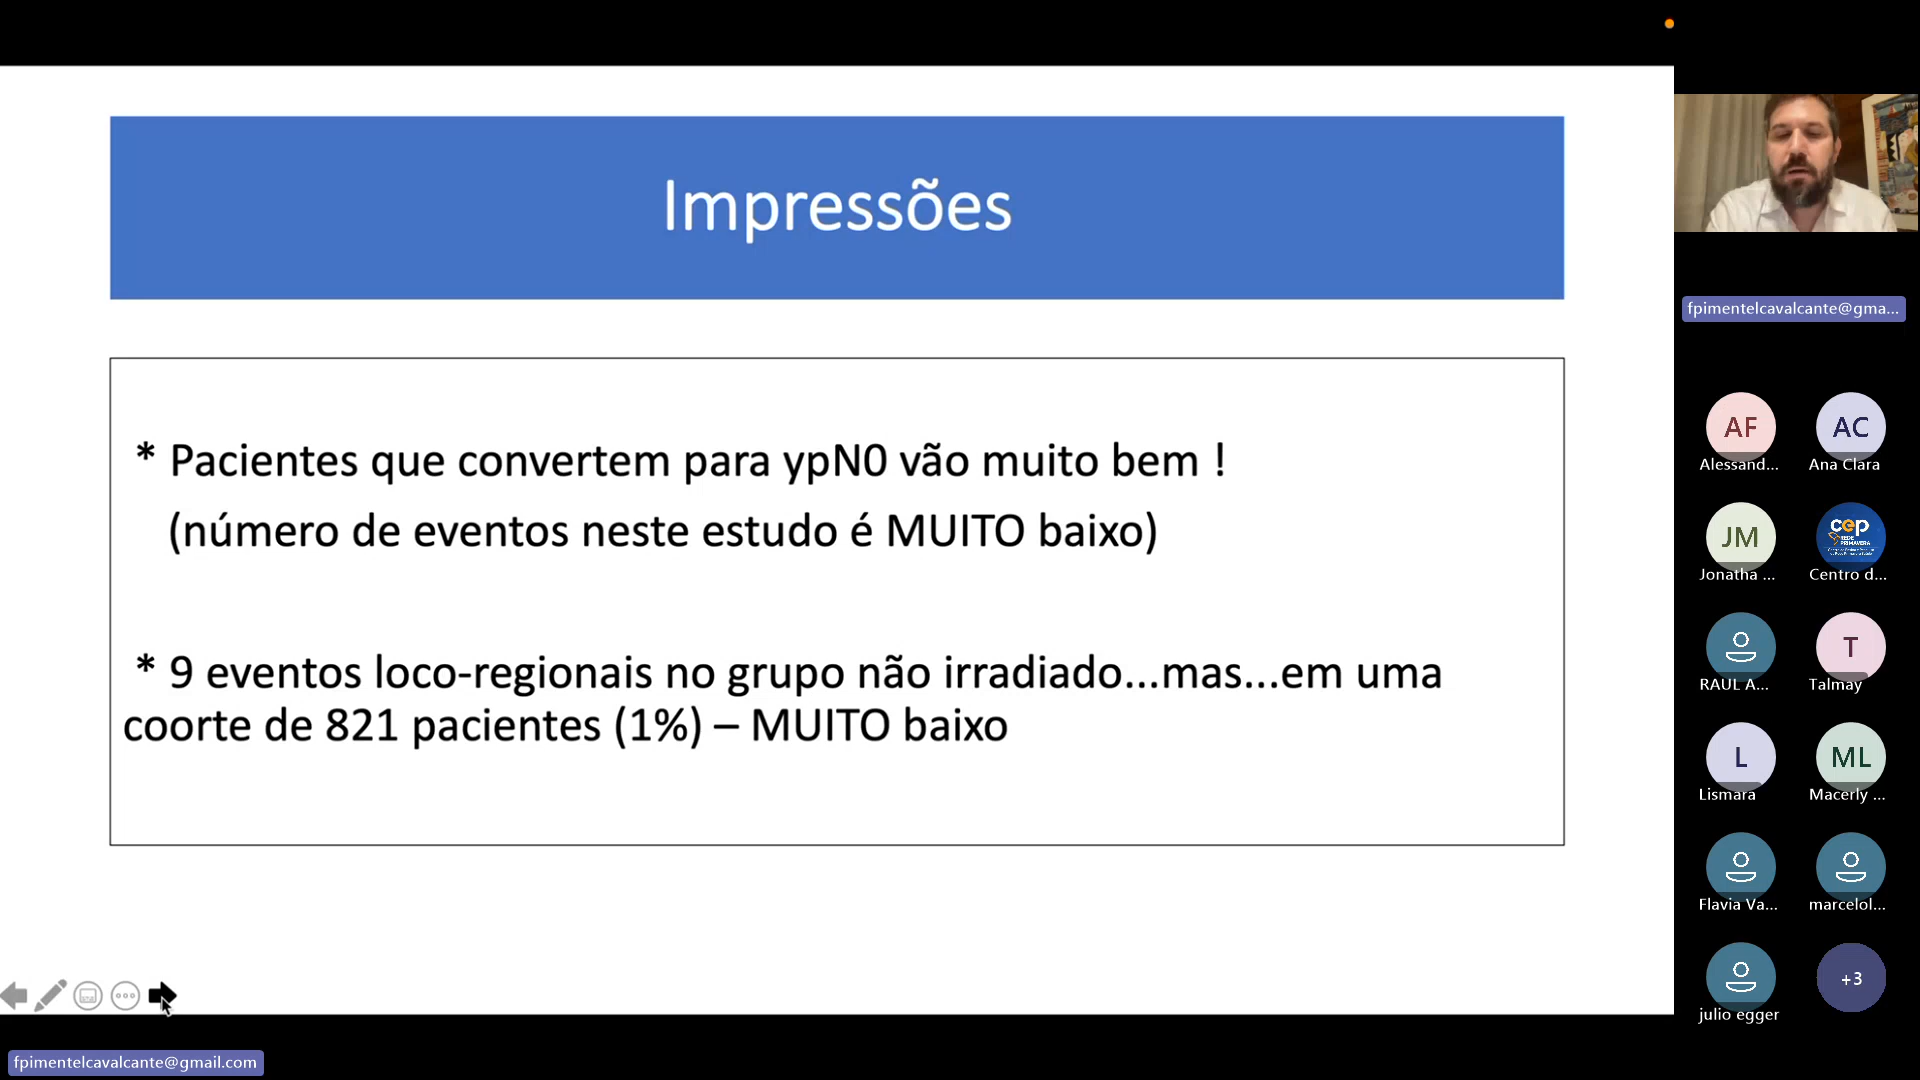 Impressões
* Pacientes que convertem para ypN0 vão muito bem !
(número de eventos neste estudo é MUITO baixo)
* 9 eventos loco-regionais no grupo não irradiado...mas...em uma
coorte de 821 pacientes (1%) – MUITO baixo
fpimentelcavalcante@gmail.com
fpimentelcavalcante@gma...
AF
AC
Alessand...
Ana Clara
JM
cep
REDE PRIMAVERA
Jonatha ...
Centro d...
T
RAUL A...
Talmay
L
ML
Lismara
Macerly ...
Flavia Va...
marcelol...
+3
julio egger